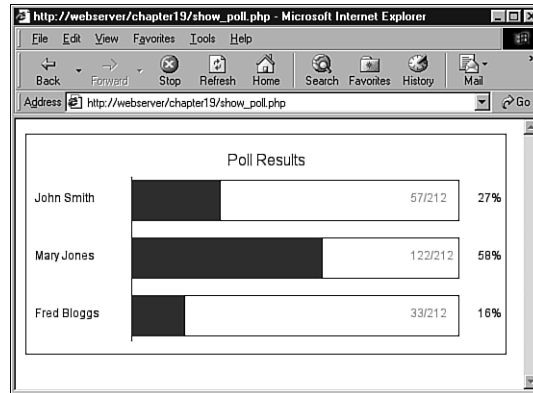 http://webserver/chapter19/show_poll.php - Microsoft Internet Explorer
File Edit View Favorites Tools Help
Back Forward Stop Refresh Home Search Favorites History Mail
Address http://webserver/chapter19/show_poll.php Go
Poll Results
John Smith 57/212 27%
Mary Jones 122/212 58%
Fred Bloggs 33/212 16%